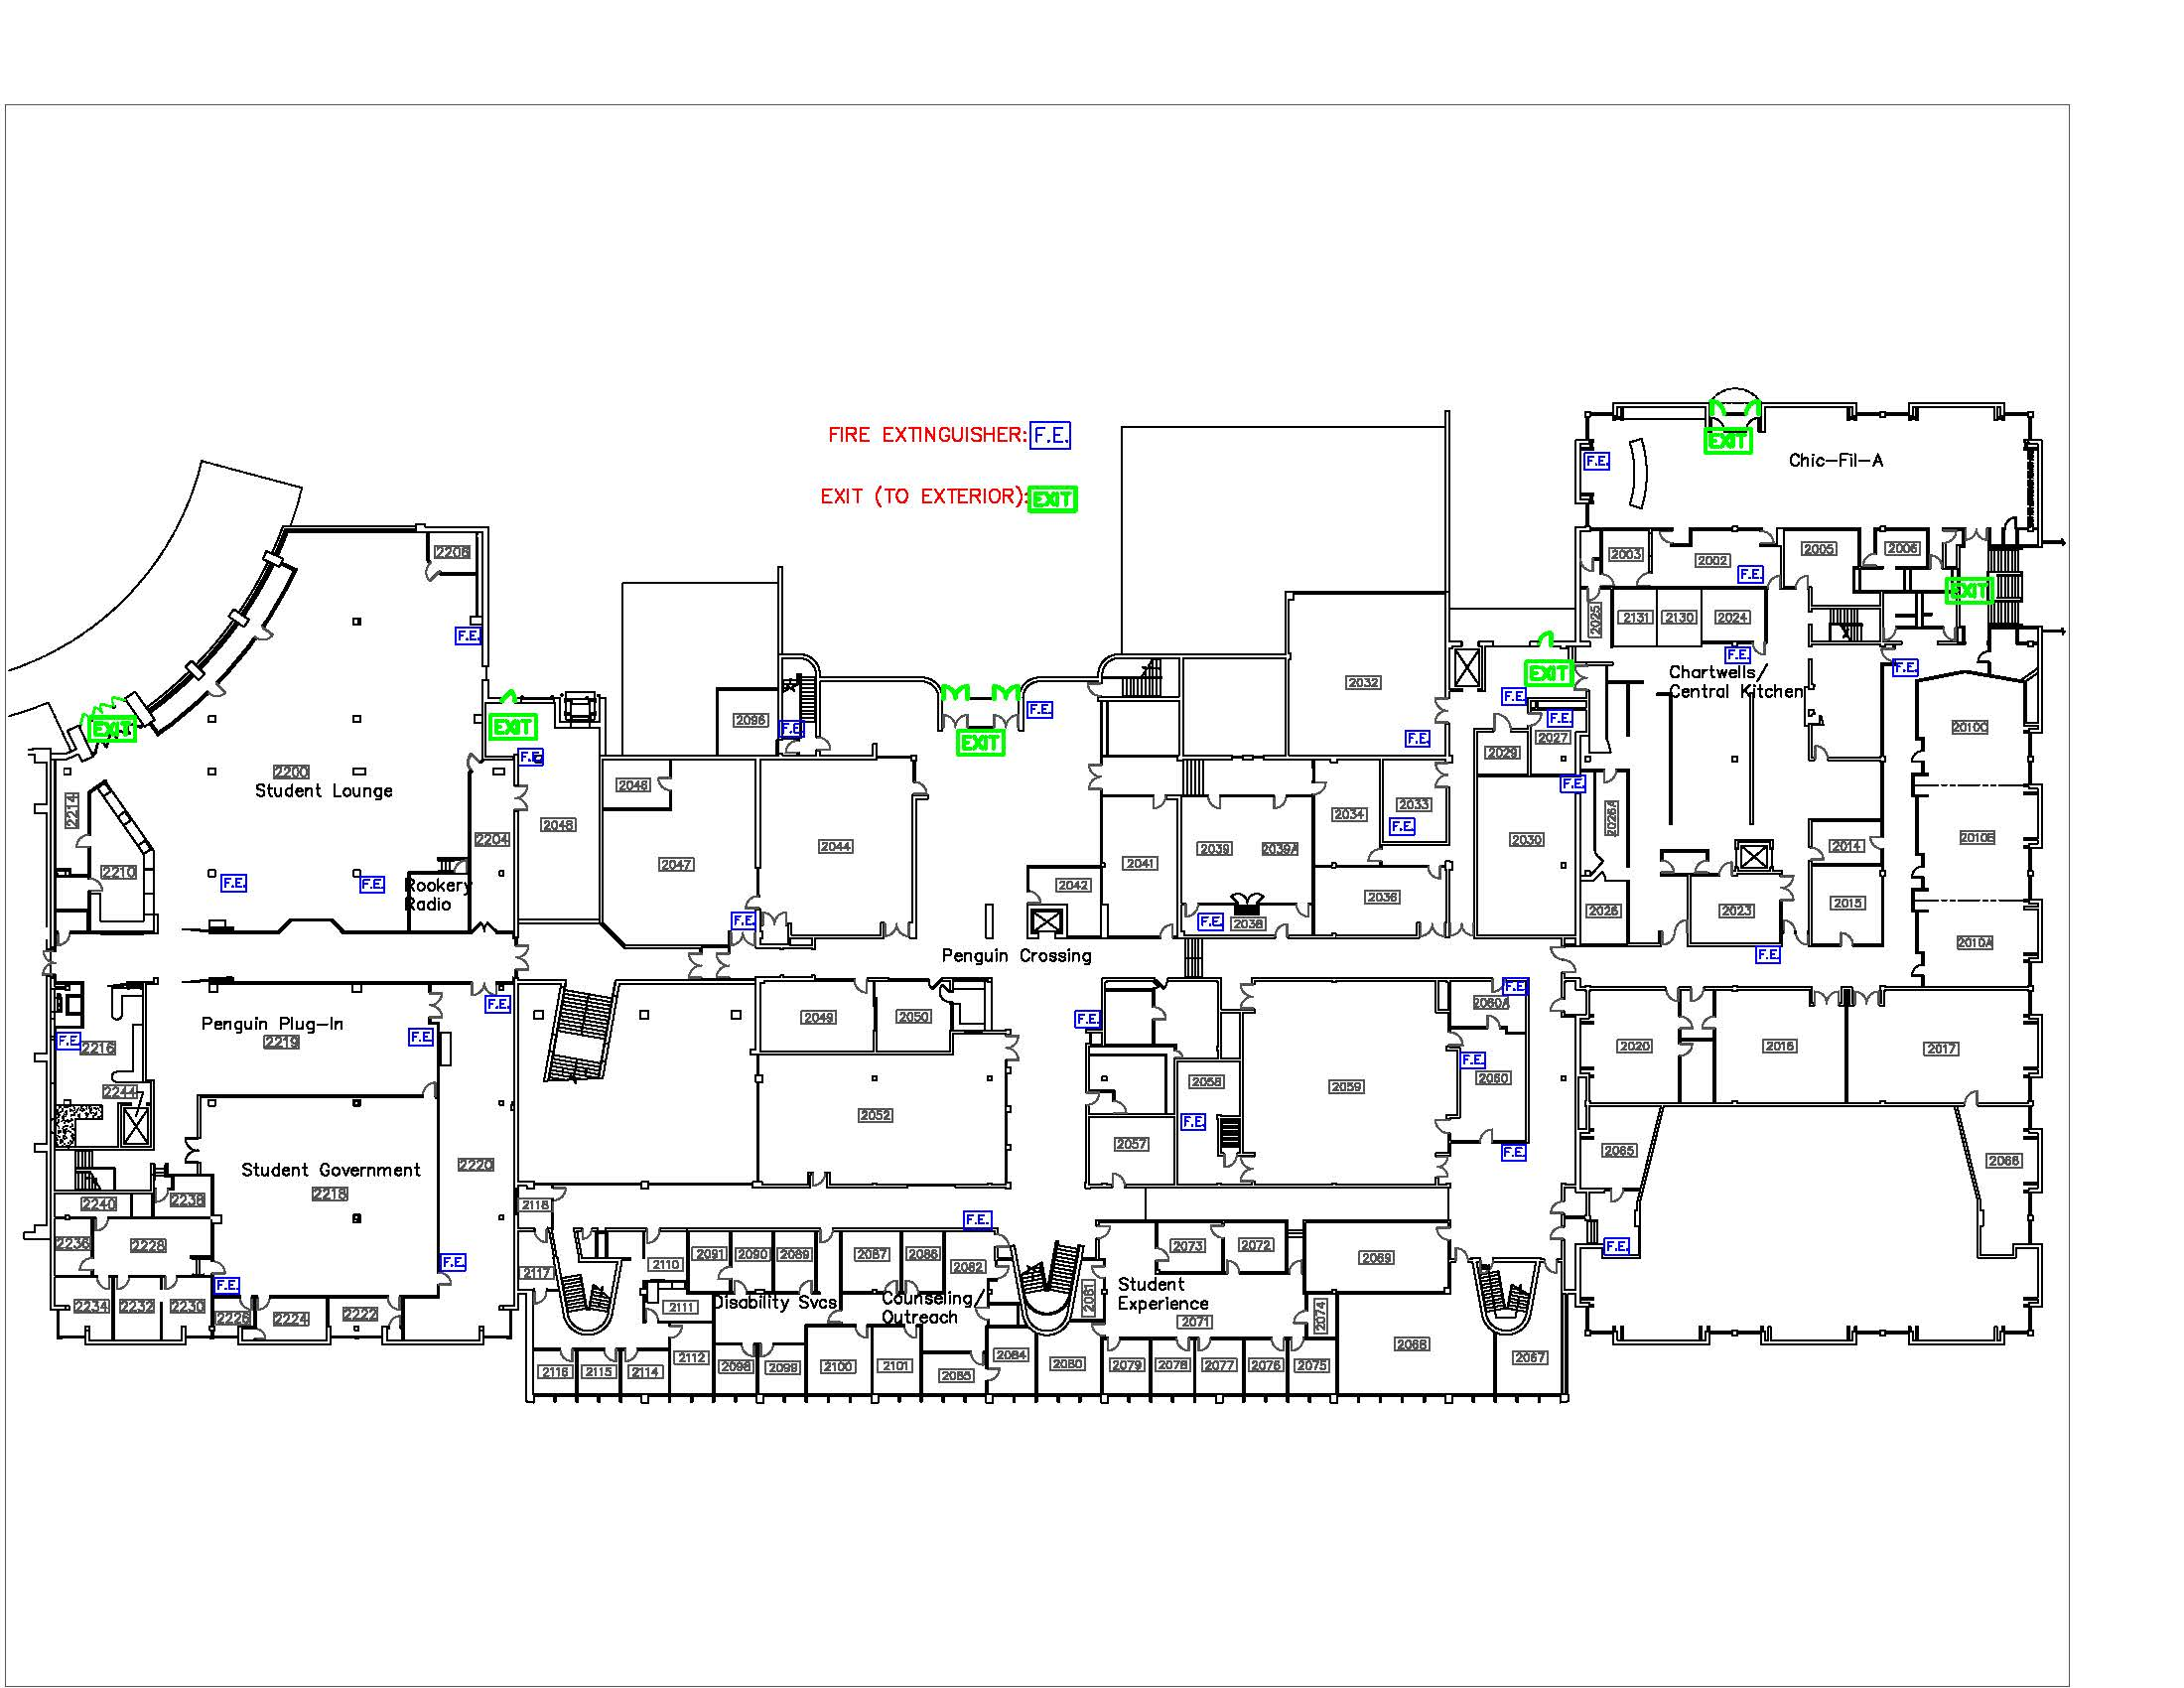 FIRE EXTINGUISHER: F.E.
EXIT (TO EXTERIOR): EXIT
EXIT
Chic-Fil-A
F.E.
2206
2003
2002
2005
2006
F.E.
EXIT
2025
2131
2130
2024
F.E.
F.E.
Chartwells/
Central Kitchen
F.E.
EXIT
2032
F.E.
EXIT
EXIT
2096
F.E.
F.E.
EXIT
F.E.
F.E.
2010C
F.E.
2029
2027
F.E.
2200
Student Lounge
2214
2046
F.E.
2048
2204
2034
2033
F.E.
2026A
2030
2010B
2044
2039
2039A
2014
2047
2041
2210
F.E.
F.E.
Rookery
Radio
2042
2036
2026
2023
2015
F.E.
F.E.
2038
2010A
Penguin Crossing
F.E.
F.E.
F.E.
2060A
Penguin Plug-In
2219
F.E.
F.E.
2216
2049
2050
F.E.
2020
2016
2017
F.E.
2060
2058
2059
2244
2052
F.E.
2057
F.E.
2065
2066
Student Government
2218
2220
2238
2240
2118
F.E.
2236
2228
F.E.
2091
2090
2089
2087
2086
2073
2072
2069
F.E.
2110
2082
2117
F.E.
Student
Experience
2071
2081
2074
2234
2232
2230
2226
2224
2222
2111
Disability Svcs
Counseling/
Outreach
2112
2084
2080
2068
2067
2116
2115
2114
2098
2099
2100
2101
2085
2079
2078
2077
2076
2075